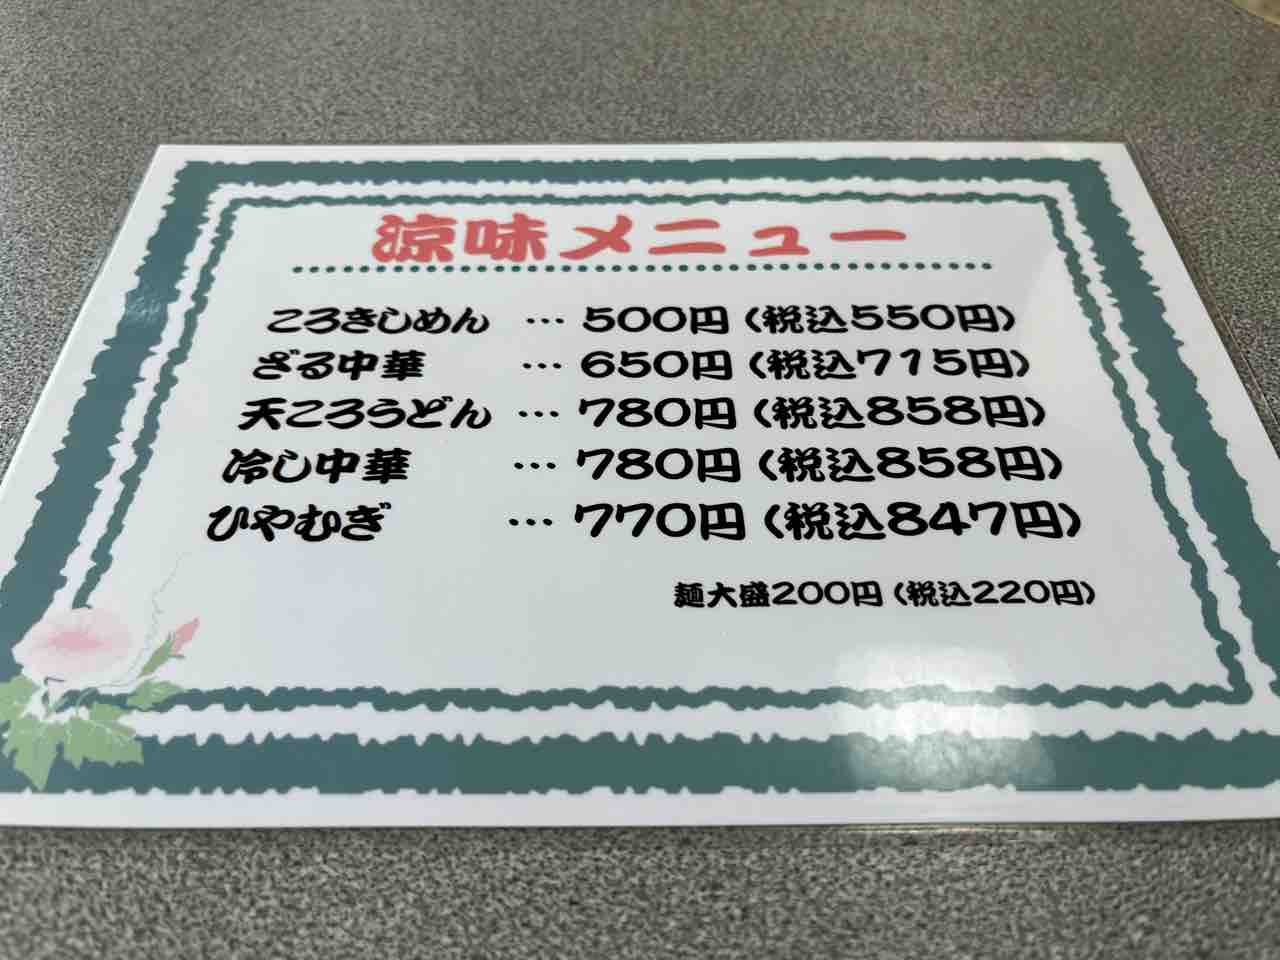 涼味メニュー
ころきしめん … 500円(税込550円)
ざる中華 … 650円(税込715円)
天ころうどん … 780円(税込858円)
冷し中華 … 780円(税込858円)
ひやむぎ … 770円(税込847円)
麺大盛200円(税込220円)